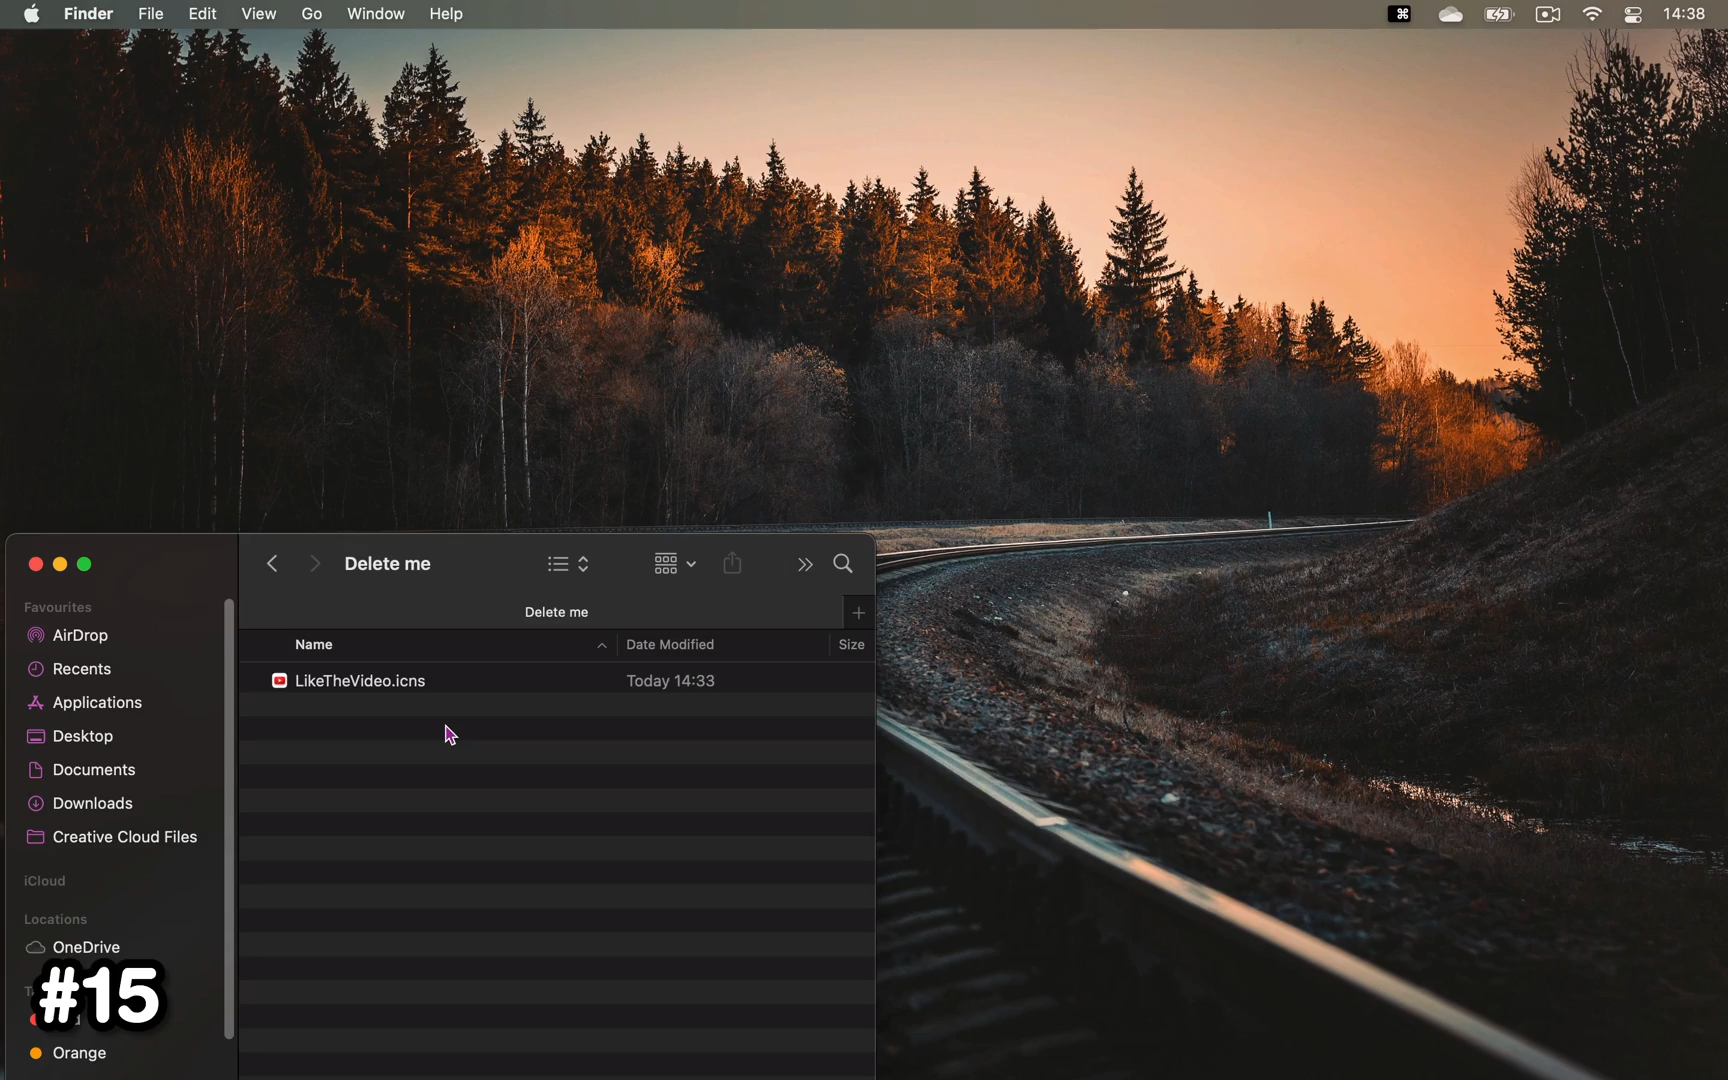 Finder File Edit View Go Window Help 14:38
Delete me
Favourites
AirDrop
Recents
Applications
Desktop
Documents
Downloads
Creative Cloud Files
iCloud
Locations
OneDrive
Orange
Delete me
Name Date Modified Size
LikeTheVideo.icns Today 14:33
#15